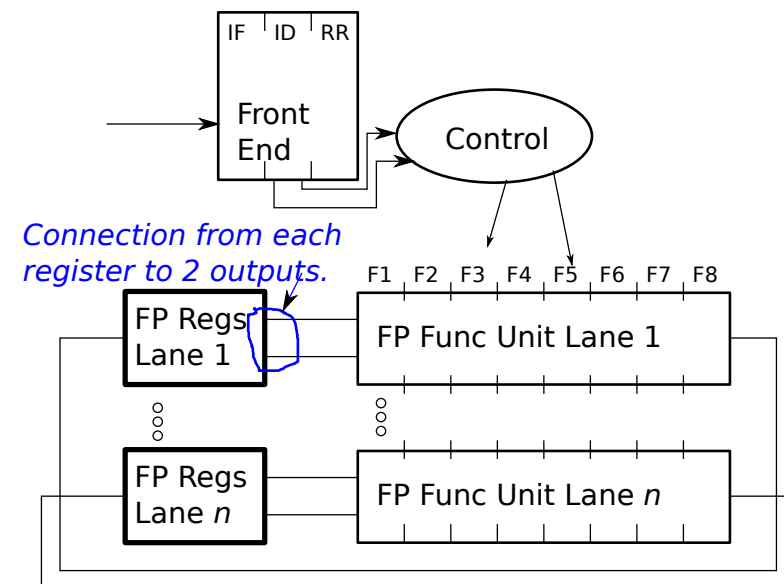 IF ID RR
Front
End
Control
Connection from each
register to 2 outputs.
F1 F2 F3 F4 F5 F6 F7 F8
FP Regs
Lane 1
FP Func Unit Lane 1
FP Regs
Lane n
FP Func Unit Lane n